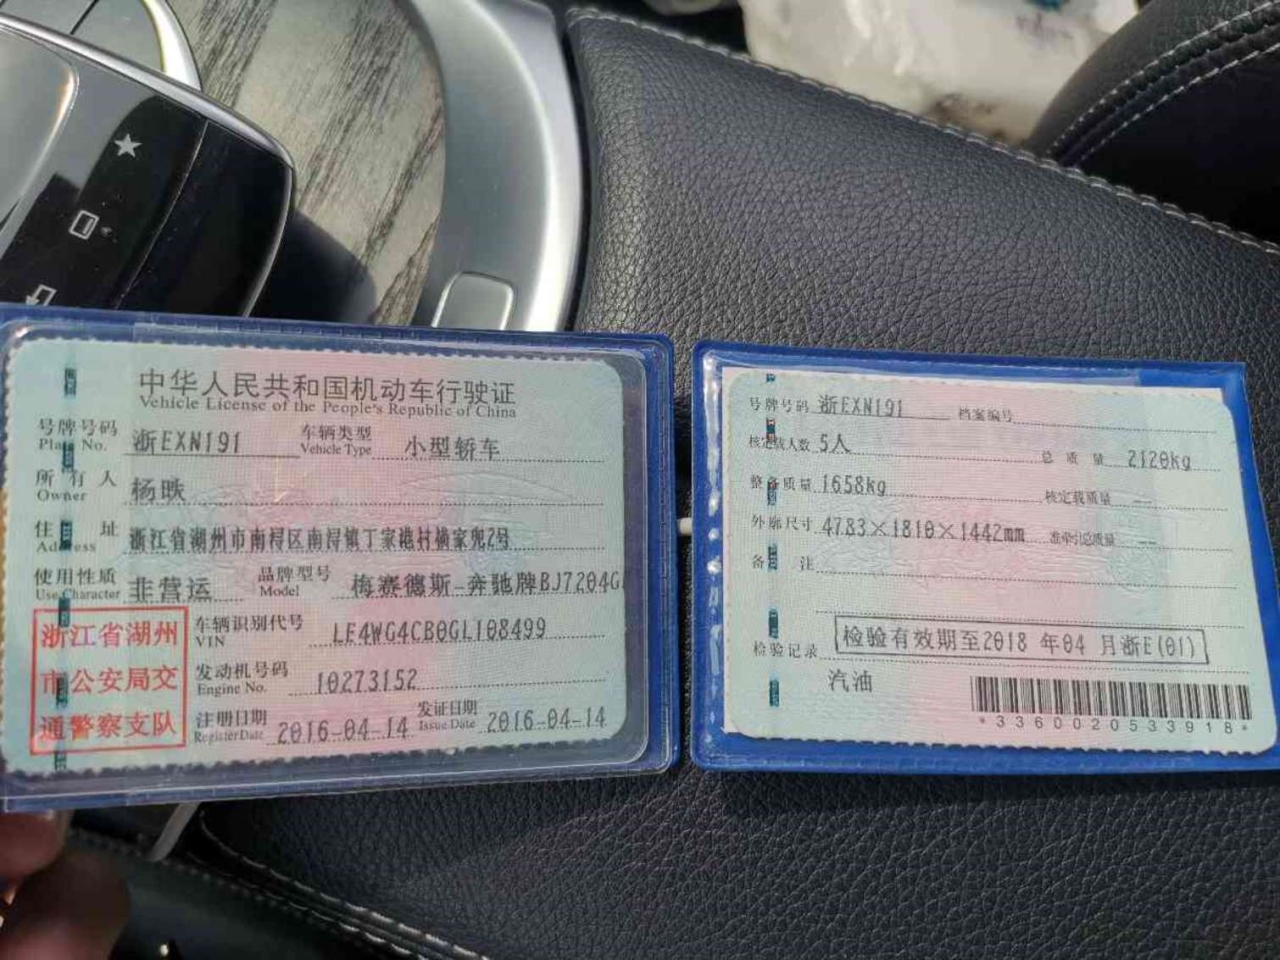 中华人民共和国机动车行驶证
Vehicle License of the People's Republic of China
号牌号码 浙EXN191 车辆类型 小型轿车
Plate No. Vehicle Type
所有人 杨昳
Owner
住址 浙江省湖州市南浔区南浔镇丁家港村横家兜2号
Address
使用性质 非营运 品牌型号 梅赛德斯-奔驰牌BJ7204G
Use Character Model
车辆识别代号 LE4WG4CB0GL108499
VIN
发动机号码 10273152
Engine No.
注册日期 2016-04-14 发证日期 2016-04-14
Register Date Issue Date
浙江省湖州
市公安局交
通警察支队
号牌号码 浙EXN191 档案编号
核定载人数 5人 总质量 2120kg
整备质量 1658kg 核定载质量 --
外廓尺寸 4783×1810×1442mm 准牵引总质量 --
备注
检验记录 检验有效期至2018年04月浙E(01)
汽油
*3360020533918*